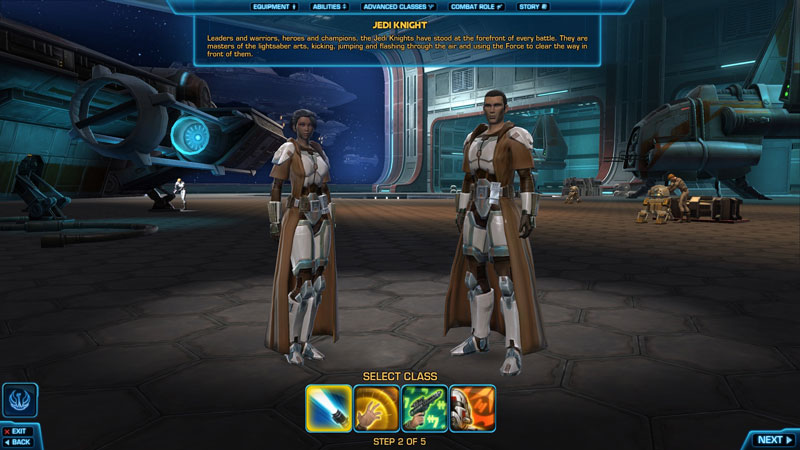 EQUIPMENT
ABILITIES
ADVANCED CLASSES
COMBAT ROLE
STORY
JEDI KNIGHT
Leaders and warriors, heroes and champions, the Jedi Knights have stood at the forefront of every battle. They are
masters of the lightsaber arts, kicking, jumping and flashing through the air and using the Force to clear the way in
front of them.
SELECT CLASS
STEP 2 OF 5
EXIT
BACK
NEXT